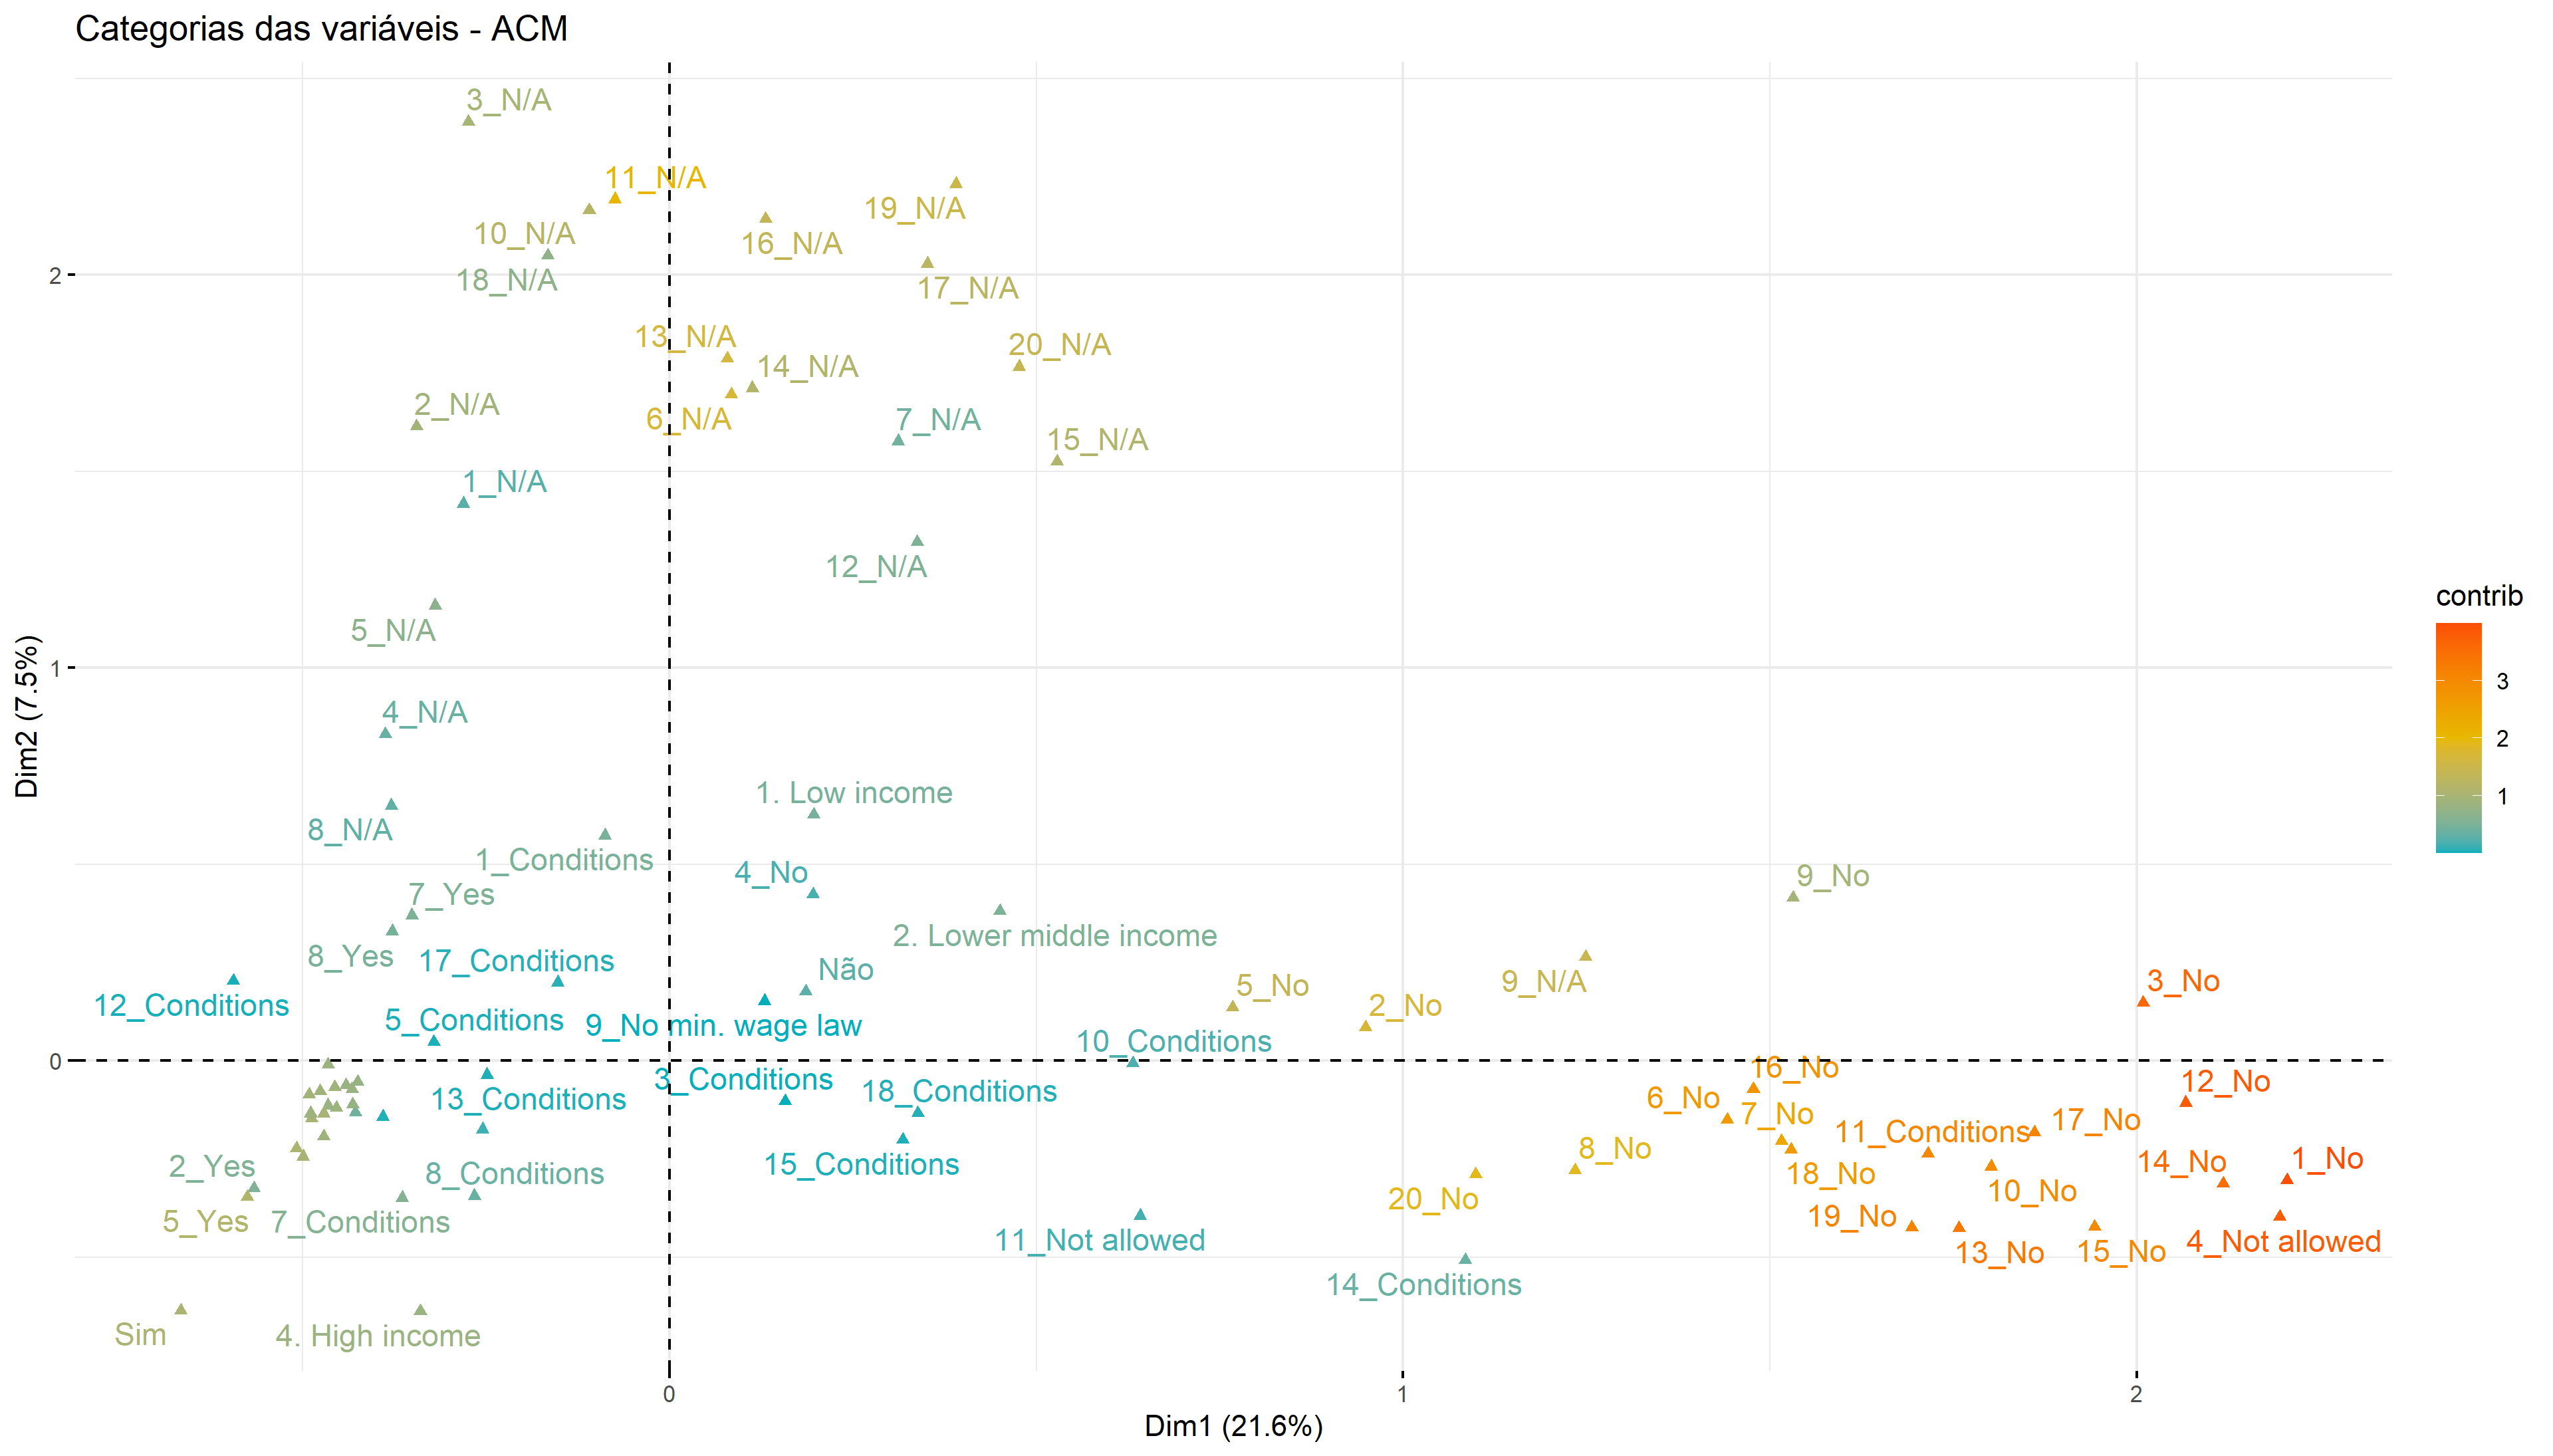 Categorias das variáveis - ACM
3_N/A
11_N/A
19_N/A
10_N/A
16_N/A
18_N/A
17_N/A
13_N/A
20_N/A
14_N/A
2_N/A
6_N/A
7_N/A
15_N/A
1_N/A
12_N/A
5_N/A
4_N/A
1. Low income
8_N/A
1_Conditions
4_No
9_No
7_Yes
2. Lower middle income
8_Yes
17_Conditions
Não
5_No
9_N/A
3_No
12_Conditions
5_Conditions
9_No min. wage law
2_No
10_Conditions
16_No
3_Conditions
12_No
13_Conditions
18_Conditions
6_No
7_No
11_Conditions
17_No
8_No
14_No
1_No
2_Yes
8_Conditions
15_Conditions
18_No
10_No
20_No
5_Yes
7_Conditions
19_No
11_Not allowed
13_No
15_No
4_Not allowed
14_Conditions
Sim
4. High income
2
1
0
Dim2 (7.5%)
0
1
2
Dim1 (21.6%)
contrib
3
2
1